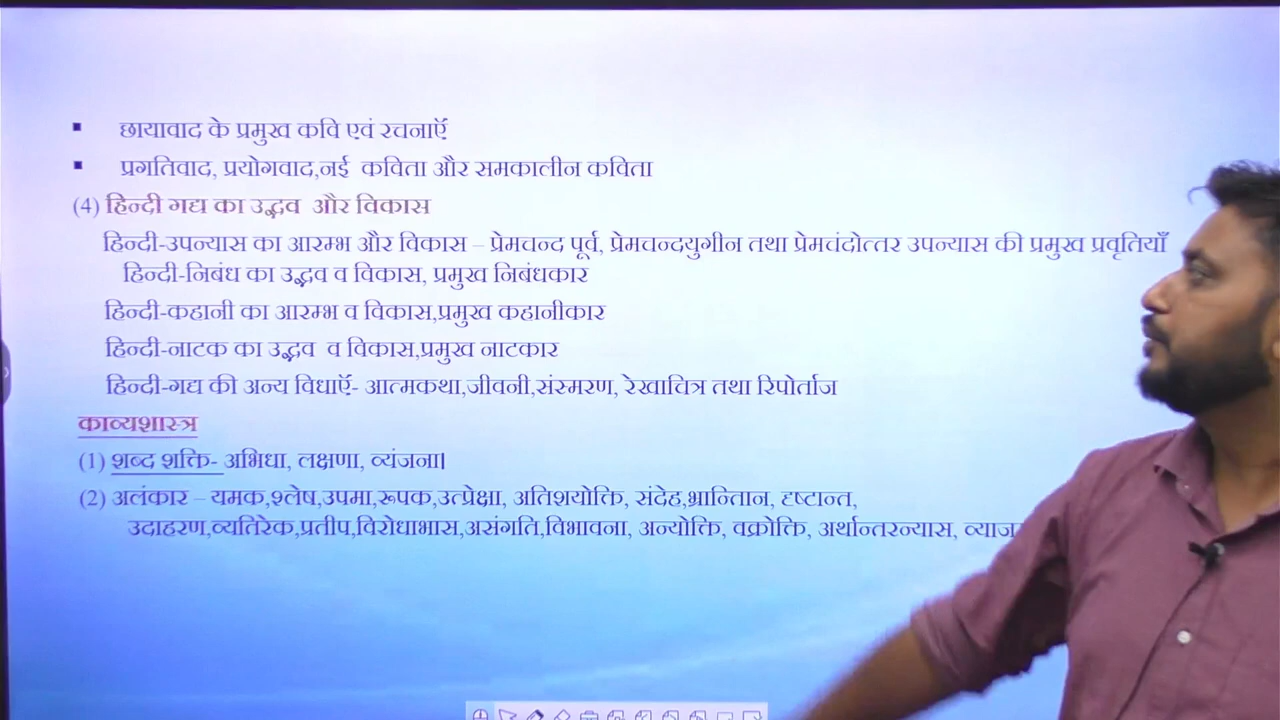 ▪ छायावाद के प्रमुख कवि एवं रचनाएँ
▪ प्रगतिवाद, प्रयोगवाद,नई कविता और समकालीन कविता
(4) हिन्दी गद्य का उद्भव और विकास
हिन्दी-उपन्यास का आरम्भ और विकास – प्रेमचन्द पूर्व, प्रेमचन्दयुगीन तथा प्रेमचंदोत्तर उपन्यास की प्रमुख प्रवृतियाँ
हिन्दी-निबंध का उद्भव व विकास, प्रमुख निबंधकार
हिन्दी-कहानी का आरम्भ व विकास,प्रमुख कहानीकार
हिन्दी-नाटक का उद्भव व विकास,प्रमुख नाटकार
हिन्दी-गद्य की अन्य विधाएँ- आत्मकथा,जीवनी,संस्मरण, रेखाचित्र तथा रिपोर्ताज
काव्यशास्त्र
(1) शब्द शक्ति- अभिधा, लक्षणा, व्यंजना।
(2) अलंकार – यमक,श्लेष,उपमा,रूपक,उत्प्रेक्षा, अतिशयोक्ति, संदेह,भ्रान्तिान, दृष्टान्त,
उदाहरण,व्यतिरेक,प्रतीप,विरोधाभास,असंगति,विभावना, अन्योक्ति, वक्रोक्ति, अर्थान्तरन्यास, व्याज